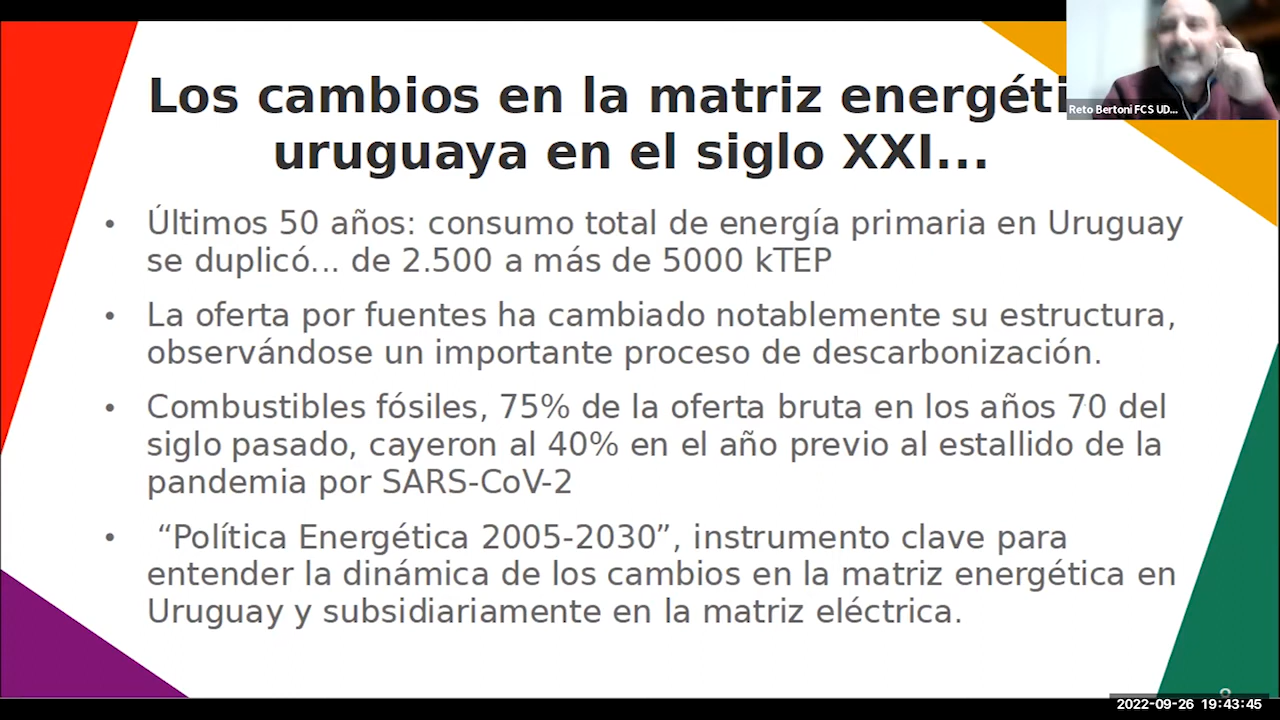 Los cambios en la matriz energéti
uruguaya en el siglo XXI...
Reto Bertoni FCS UD...
• Últimos 50 años: consumo total de energía primaria en Uruguay
se duplicó... de 2.500 a más de 5000 kTEP
• La oferta por fuentes ha cambiado notablemente su estructura,
observándose un importante proceso de descarbonización.
• Combustibles fósiles, 75% de la oferta bruta en los años 70 del
siglo pasado, cayeron al 40% en el año previo al estallido de la
pandemia por SARS-CoV-2
• “Política Energética 2005-2030”, instrumento clave para
entender la dinámica de los cambios en la matriz energética en
Uruguay y subsidiariamente en la matriz eléctrica.
2022-09-26 19:43:45